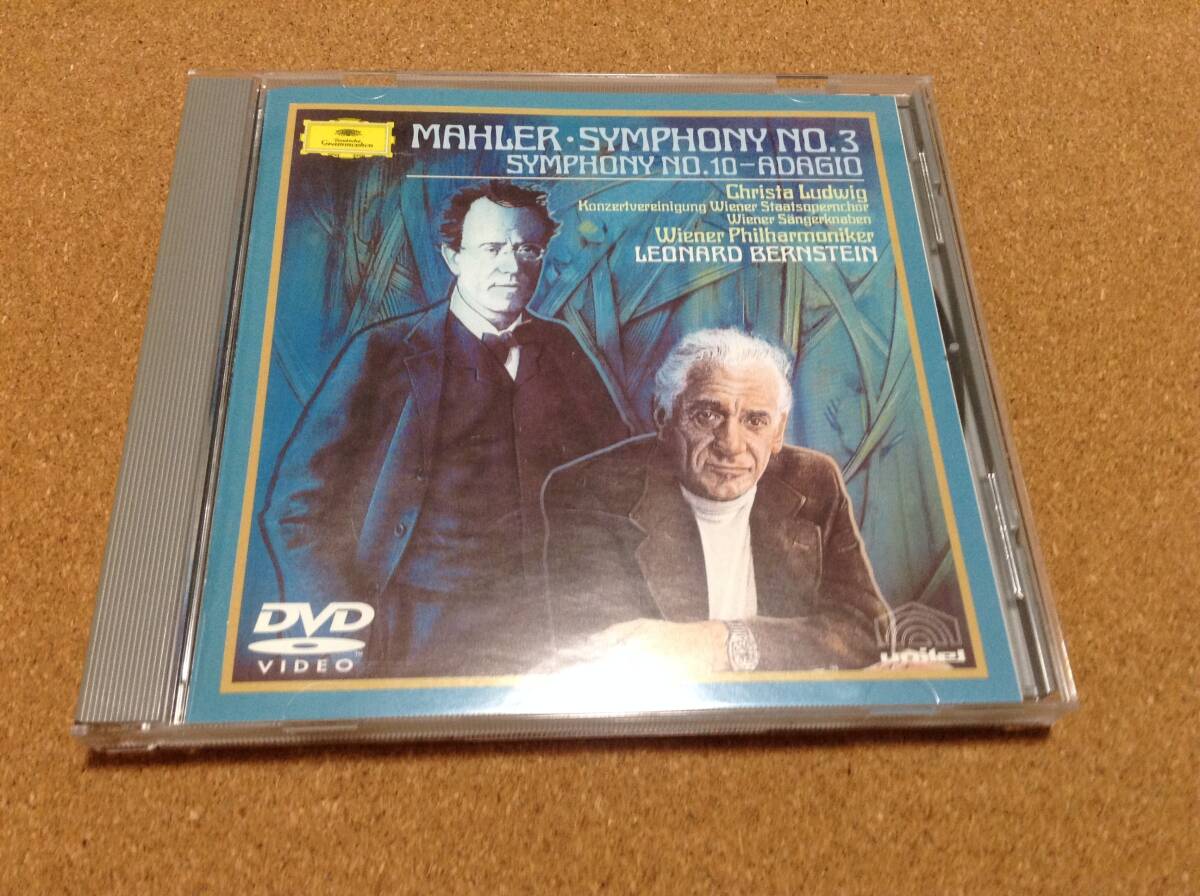 Deutsche
Grammophon
MAHLER · SYMPHONY NO.3
SYMPHONY NO.10–ADAGIO
Christa Ludwig
Konzertvereinigung Wiener Staatsopernchor
Wiener Sängerknaben
Wiener Philharmoniker
LEONARD BERNSTEIN
DVD
VIDEO
TM
unitel